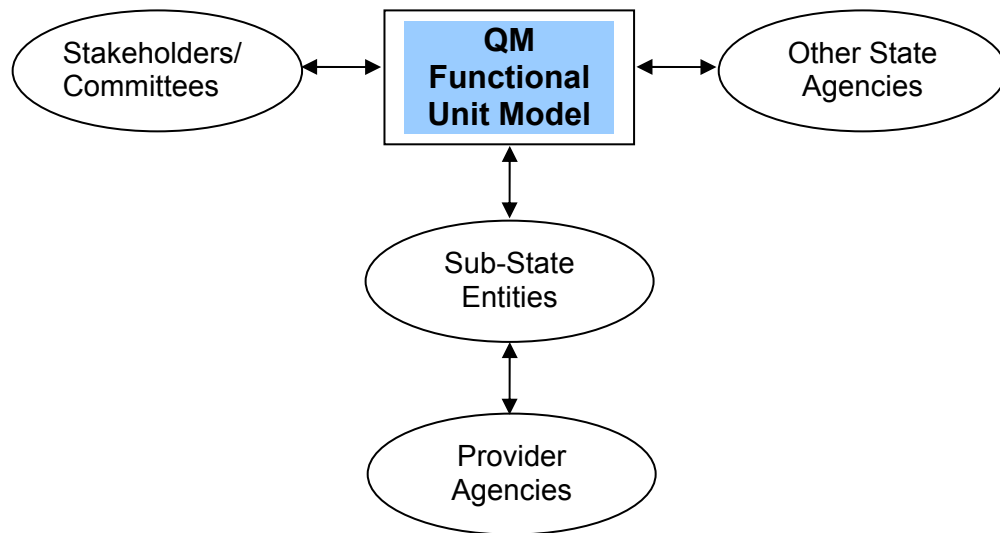 Stakeholders/
Committees
QM
Functional
Unit Model
Other State
Agencies
Sub-State
Entities
Provider
Agencies